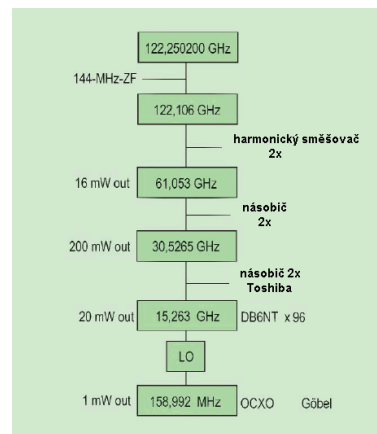 122,250200 GHz
144-MHz-ZF
122,106 GHz
harmonický směšovač
2x
16 mW out 61,053 GHz
násobič
2x
200 mW out 30,5265 GHz
násobič 2x
Toshiba
20 mW out 15,263 GHz DB6NT x 96
LO
1 mW out 158,992 MHz OCXO Göbel